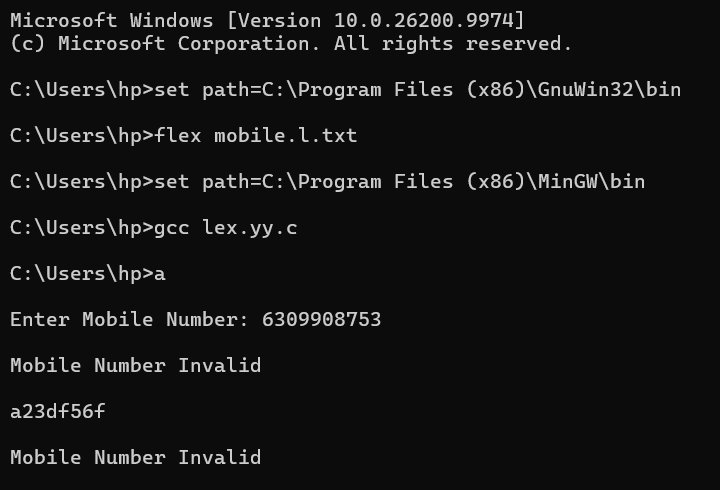 Microsoft Windows [Version 10.0.26200.9974]
(c) Microsoft Corporation. All rights reserved.
C:\Users\hp>set path=C:\Program Files (x86)\GnuWin32\bin
C:\Users\hp>flex mobile.l.txt
C:\Users\hp>set path=C:\Program Files (x86)\MinGW\bin
C:\Users\hp>gcc lex.yy.c
C:\Users\hp>a
Enter Mobile Number: 6309908753
Mobile Number Invalid
a23df56f
Mobile Number Invalid